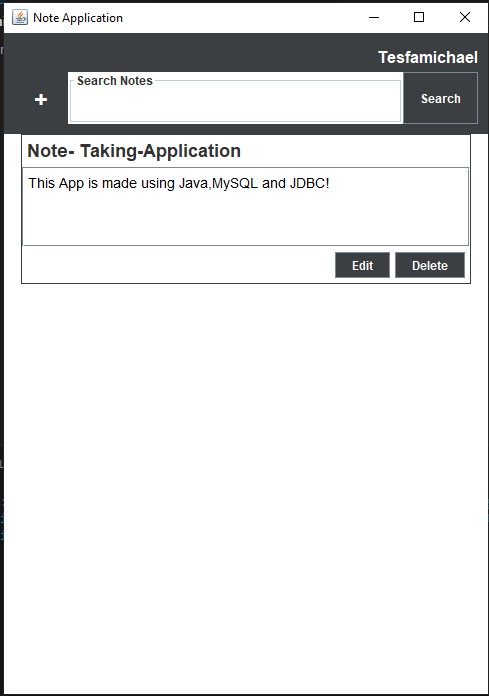 Note Application
Tesfamichael
+
Search Notes
Search
Note- Taking-Application
This App is made using Java,MySQL and JDBC!
Edit
Delete